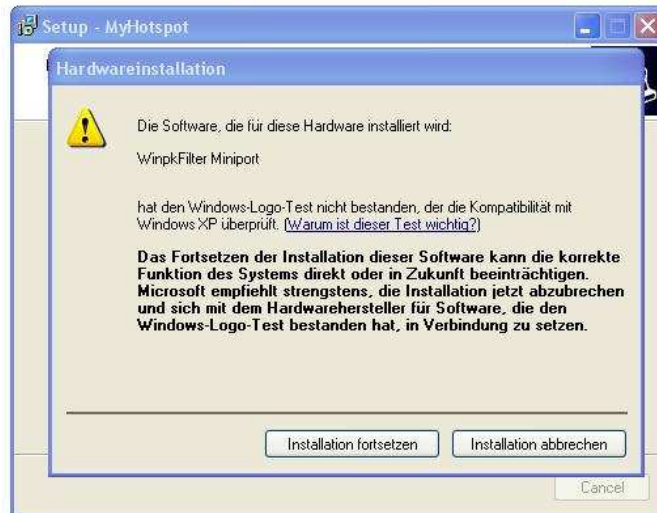 Setup - MyHotspot
Hardwareinstallation
Die Software, die für diese Hardware installiert wird:
WinpkFilter Miniport
hat den Windows-Logo-Test nicht bestanden, der die Kompatibilität mit
Windows XP überprüft. (Warum ist dieser Test wichtig?)
Das Fortsetzen der Installation dieser Software kann die korrekte
Funktion des Systems direkt oder in Zukunft beeinträchtigen.
Microsoft empfiehlt strengstens, die Installation jetzt abzubrechen
und sich mit dem Hardwarehersteller für Software, die den
Windows-Logo-Test bestanden hat, in Verbindung zu setzen.
Installation fortsetzen
Installation abbrechen
Cancel